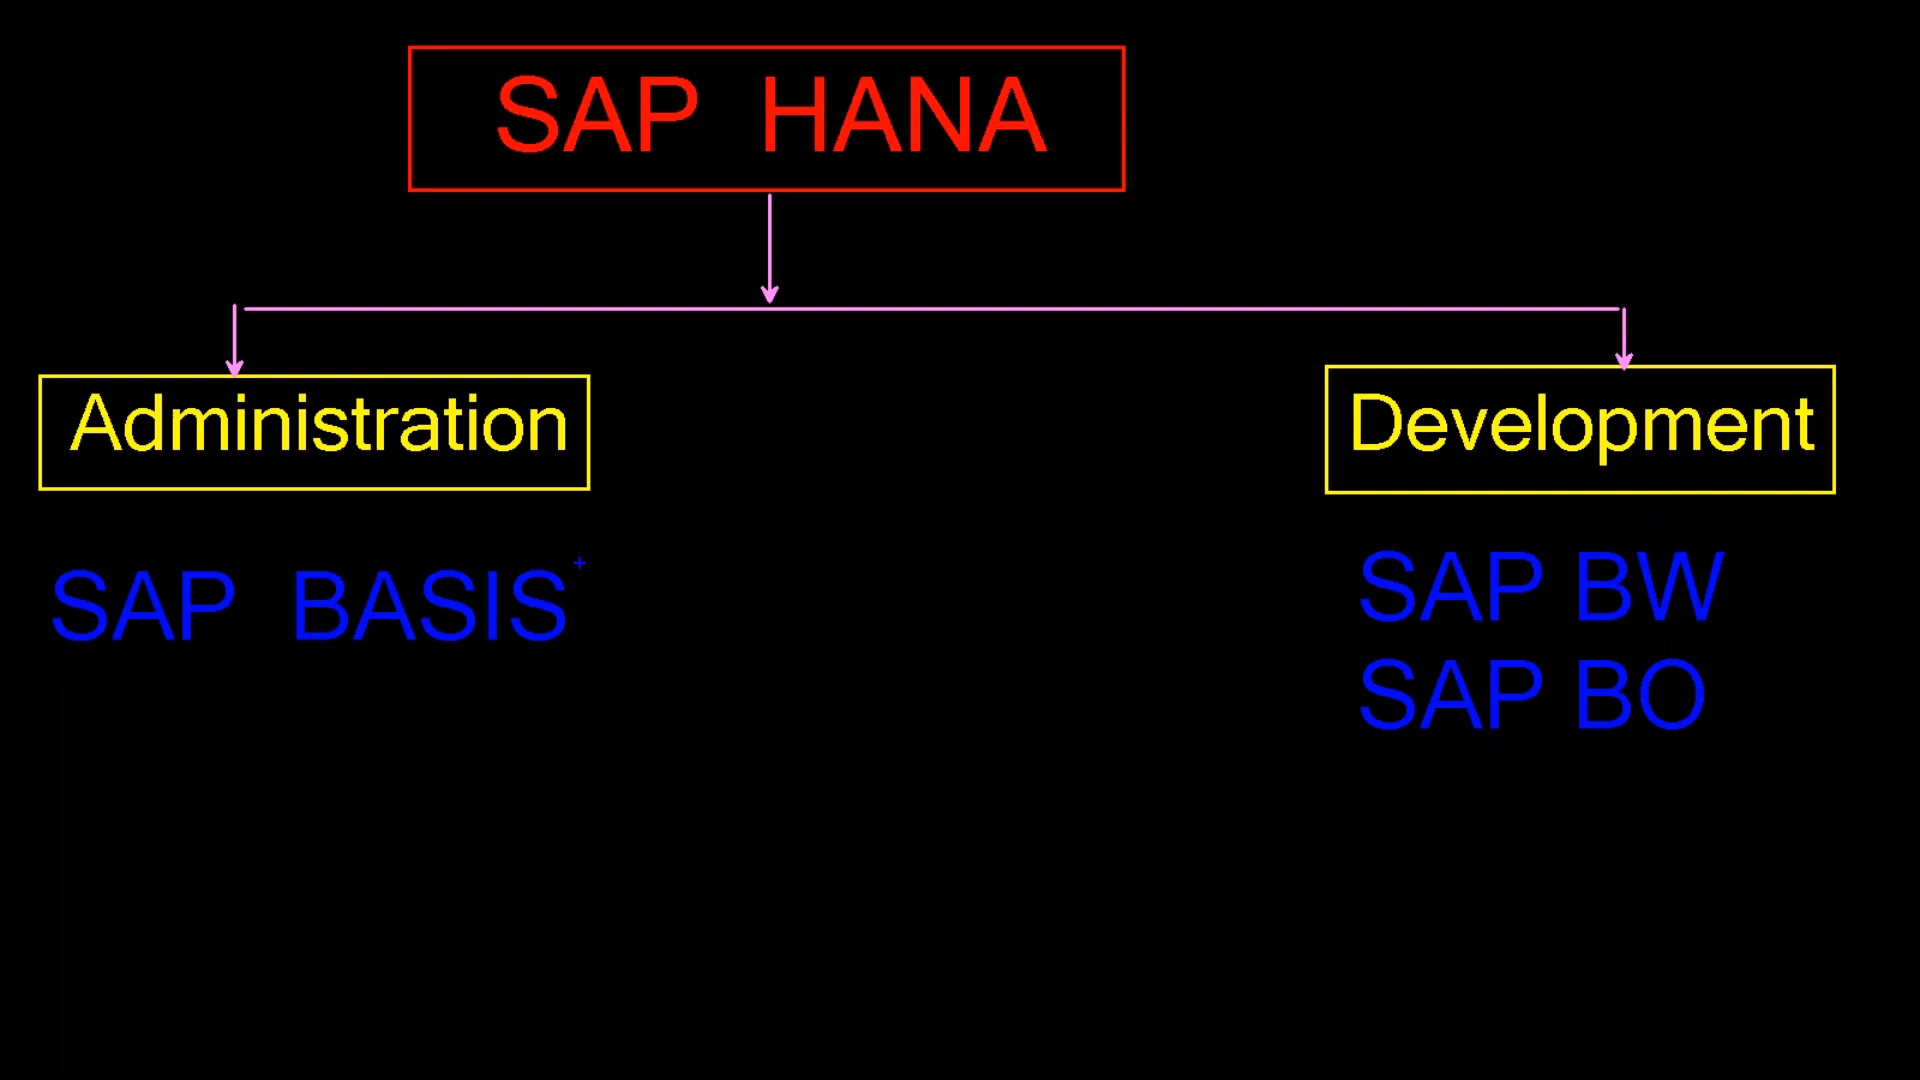 SAP HANA
Administration
Development
SAP BASIS
SAP BW
SAP BO